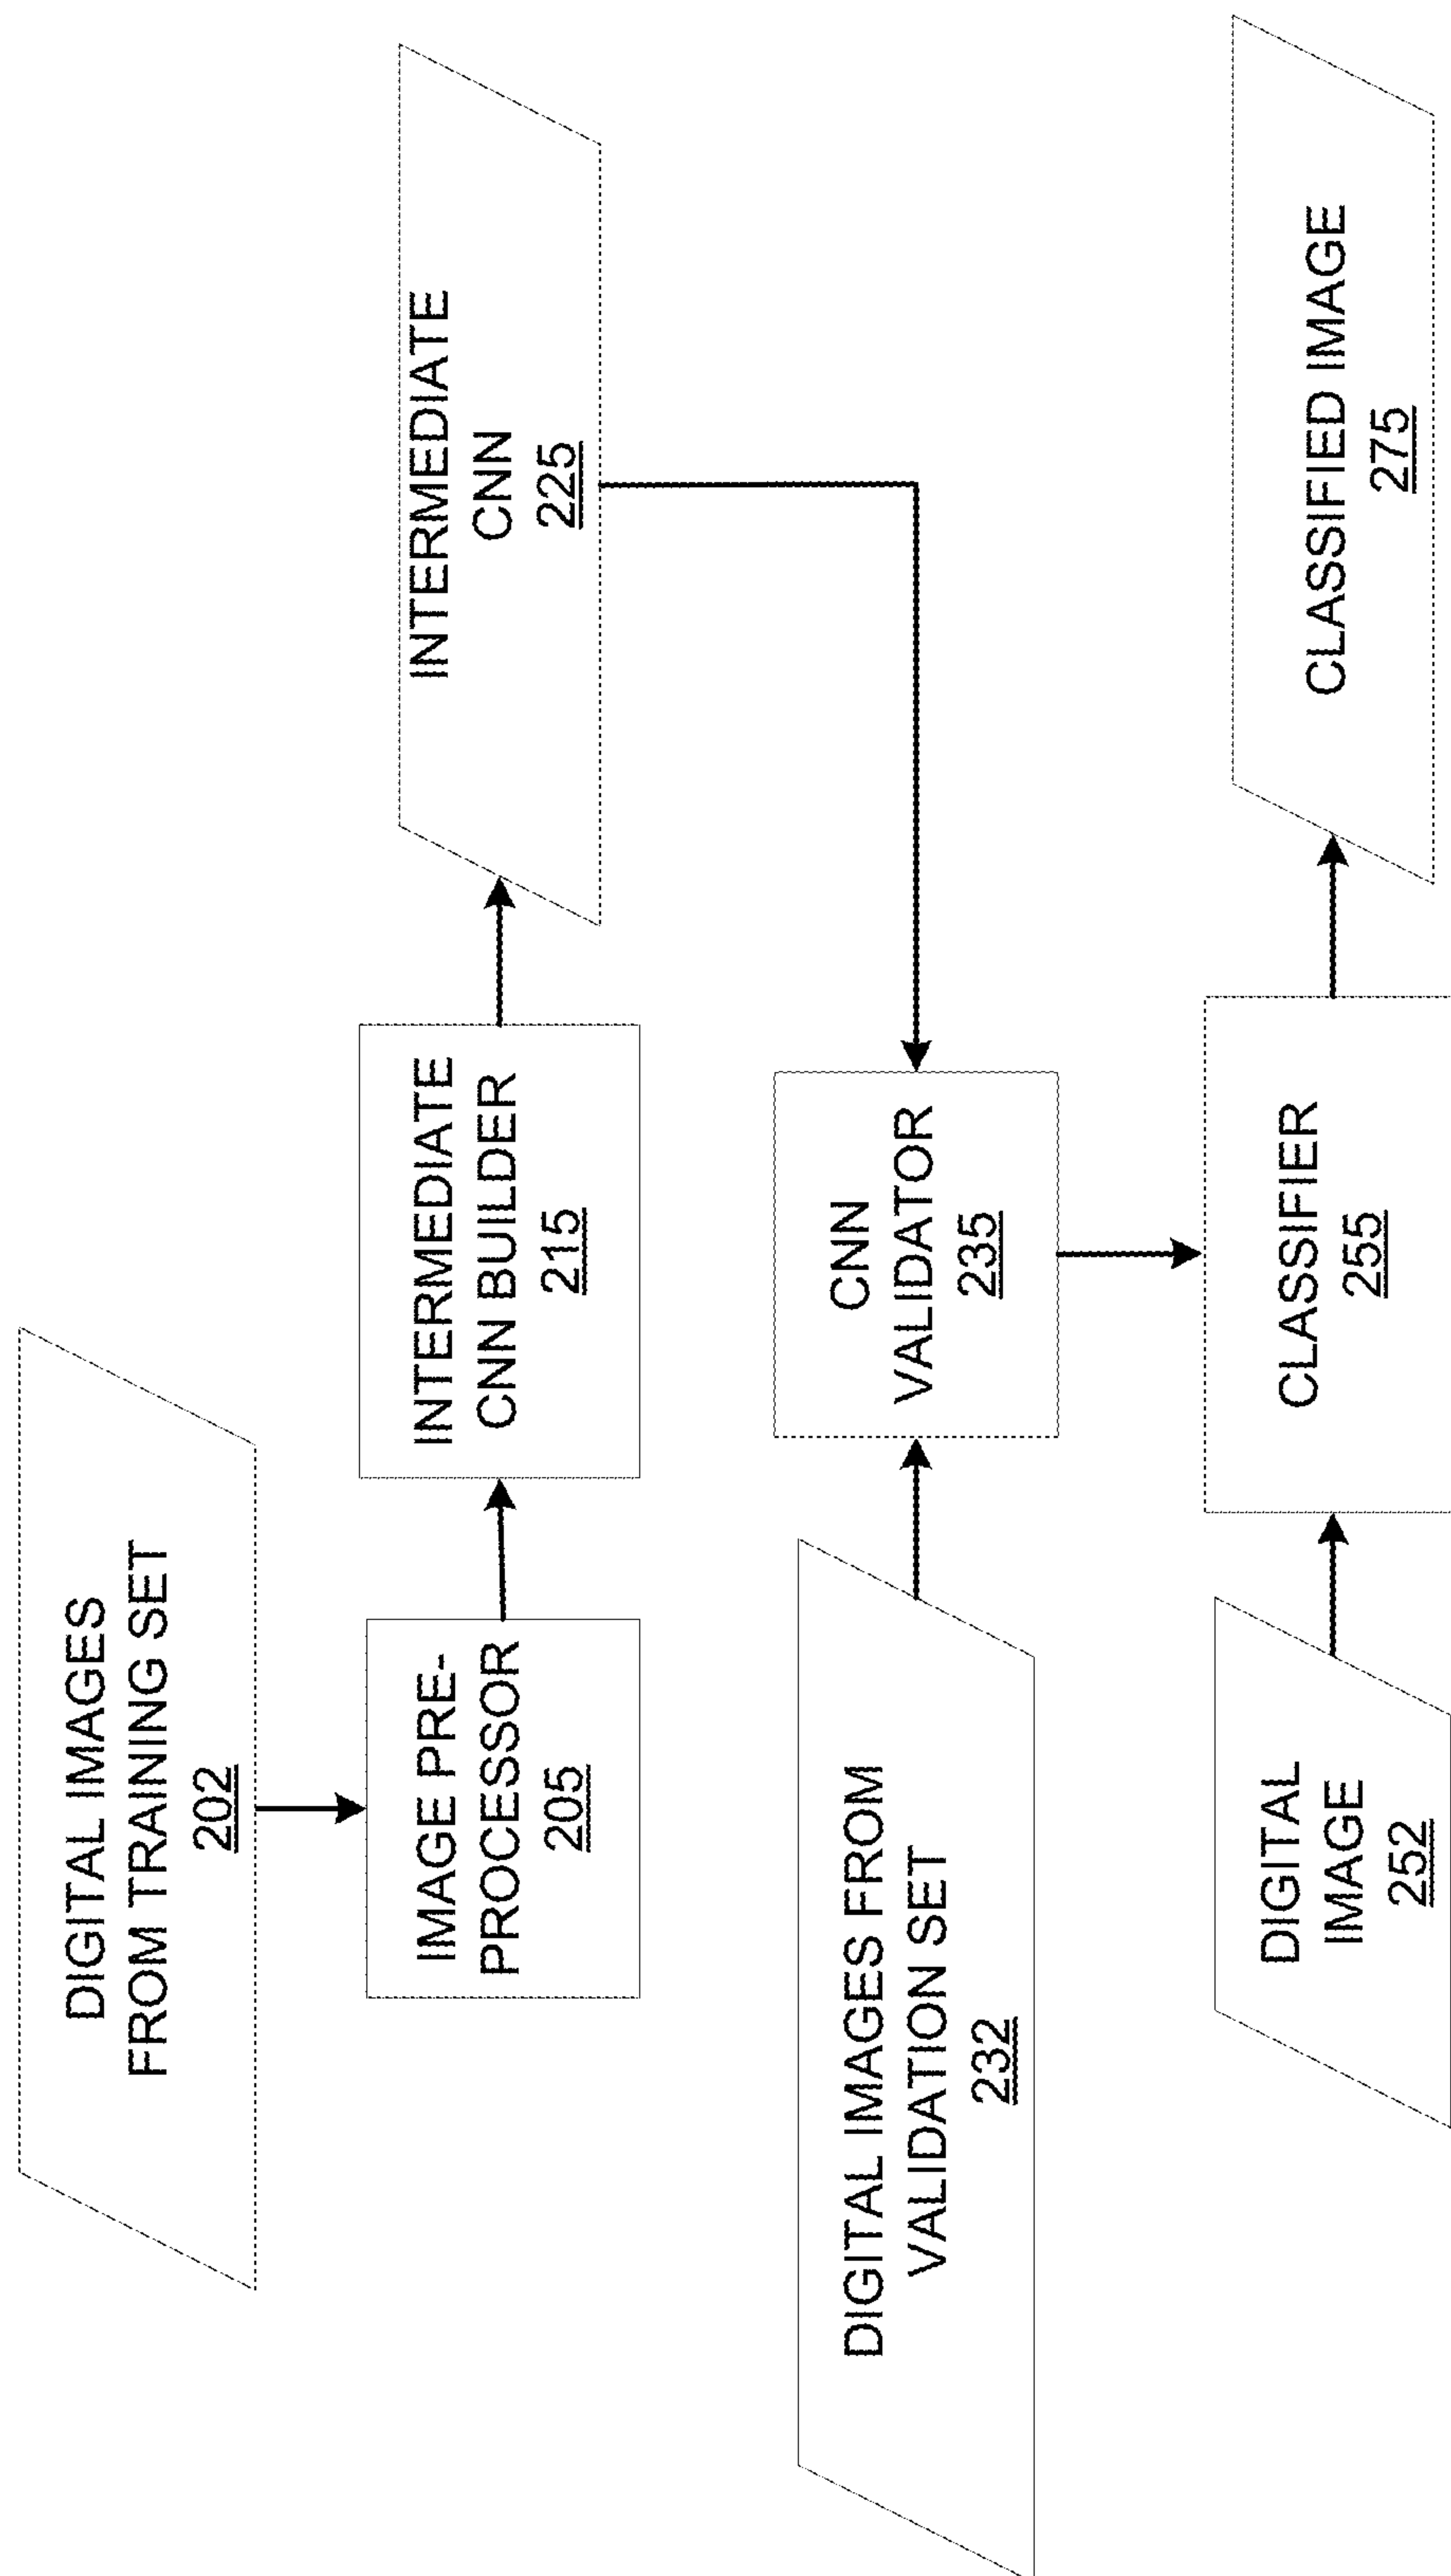 DIGITAL IMAGES
FROM TRAINING SET
202
IMAGE PRE-
PROCESSOR
205
INTERMEDIATE
CNN BUILDER
215
INTERMEDIATE
CNN
225
DIGITAL IMAGES FROM
VALIDATION SET
232
CNN
VALIDATOR
235
DIGITAL
IMAGE
252
CLASSIFIER
255
CLASSIFIED IMAGE
275